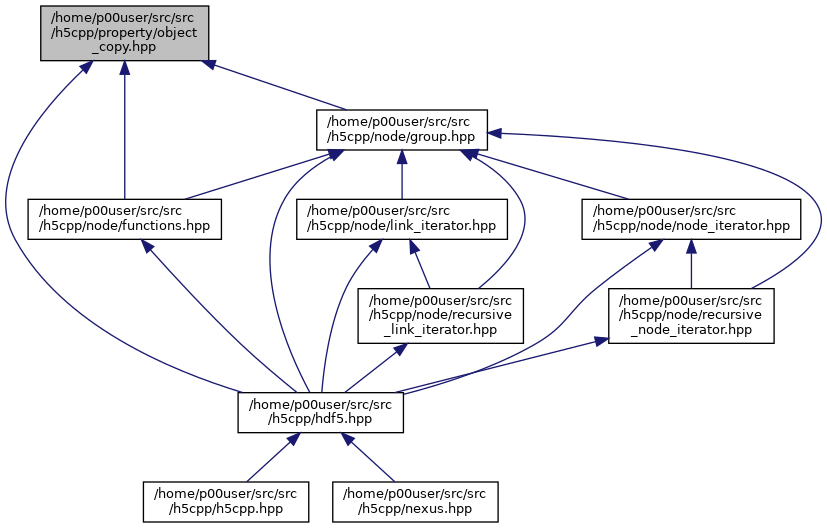 /home/p00user/src/src
/h5cpp/property/object
_copy.hpp
/home/p00user/src/src
/h5cpp/node/group.hpp
/home/p00user/src/src
/h5cpp/node/functions.hpp
/home/p00user/src/src
/h5cpp/node/link_iterator.hpp
/home/p00user/src/src
/h5cpp/node/node_iterator.hpp
/home/p00user/src/src
/h5cpp/node/recursive
_link_iterator.hpp
/home/p00user/src/src
/h5cpp/node/recursive
_node_iterator.hpp
/home/p00user/src/src
/h5cpp/hdf5.hpp
/home/p00user/src/src
/h5cpp/h5cpp.hpp
/home/p00user/src/src
/h5cpp/nexus.hpp